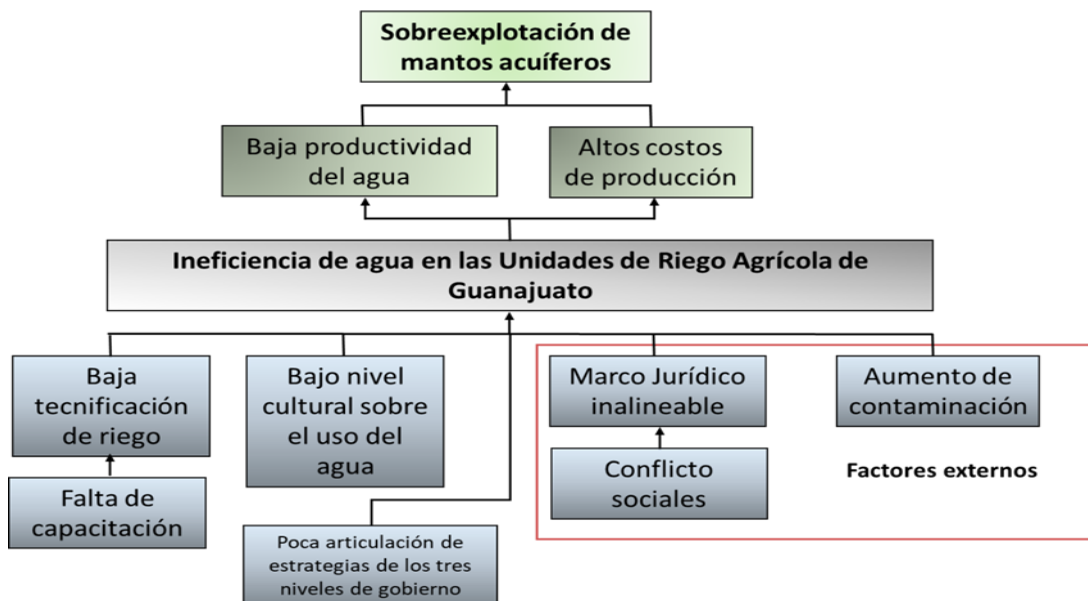 Sobreexplotación de
mantos acuíferos
Baja productividad
del agua
Altos costos
de producción
Ineficiencia de agua en las Unidades de Riego Agrícola de
Guanajuato
Baja
tecnificación
de riego
Bajo nivel
cultural sobre
el uso del
agua
Marco Jurídico
inalineable
Aumento de
contaminación
Falta de
capacitación
Conflicto
sociales
Factores externos
Poca articulación de
estrategias de los tres
niveles de gobierno